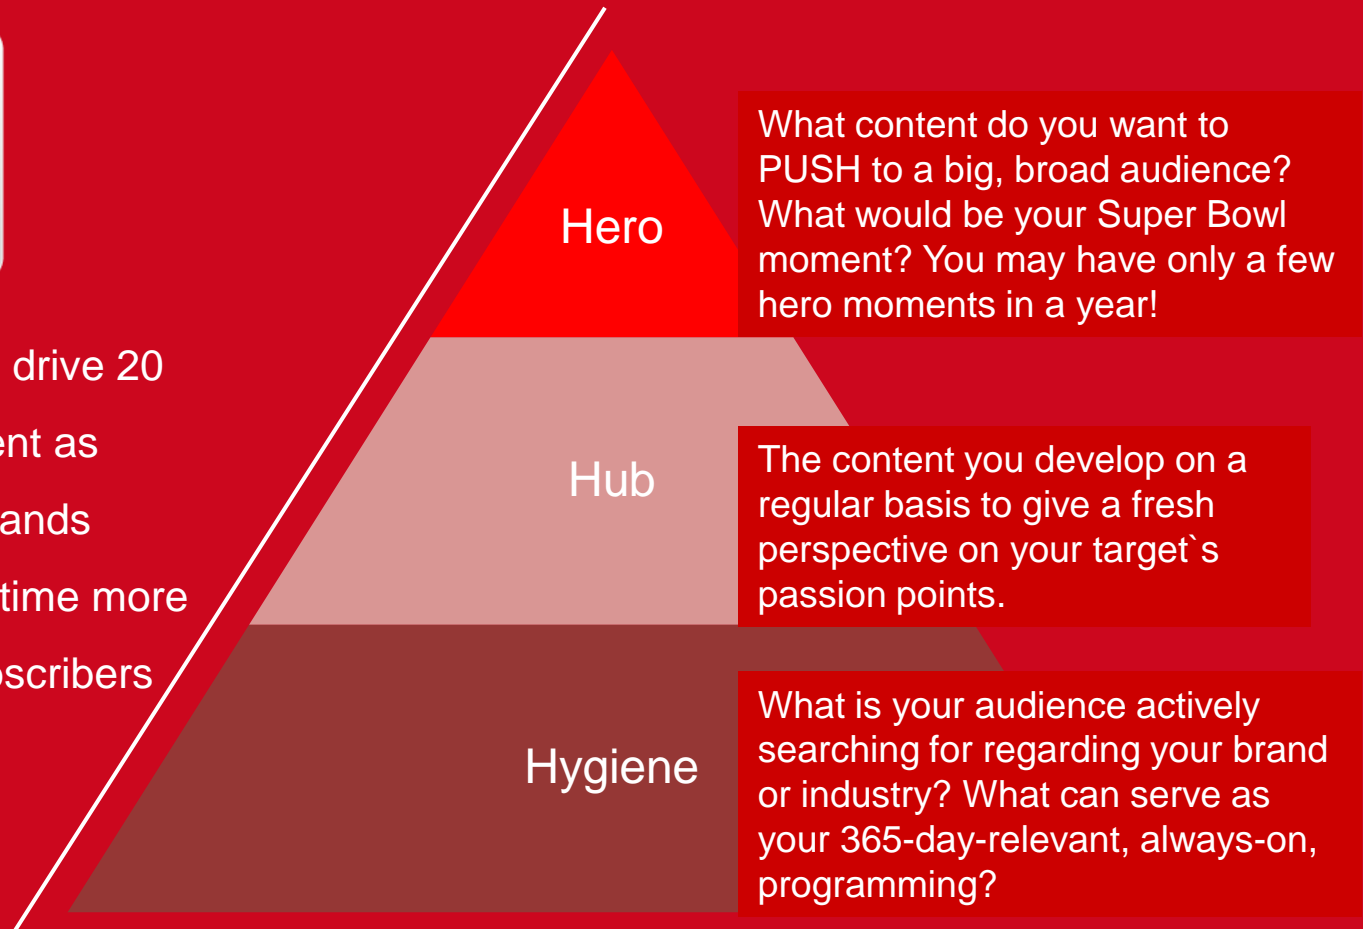 drive 20
as
time more
Hero
What content do you want to
PUSH to a big, broad audience?
What would be your Super Bowl
moment? You may have only a few
hero moments in a year!
Hub
The content you develop on a
regular basis to give a fresh
perspective on your target`s
passion points.
Hygiene
What is your audience actively
searching for regarding your brand
or industry? What can serve as
your 365-day-relevant, always-on,
programming?